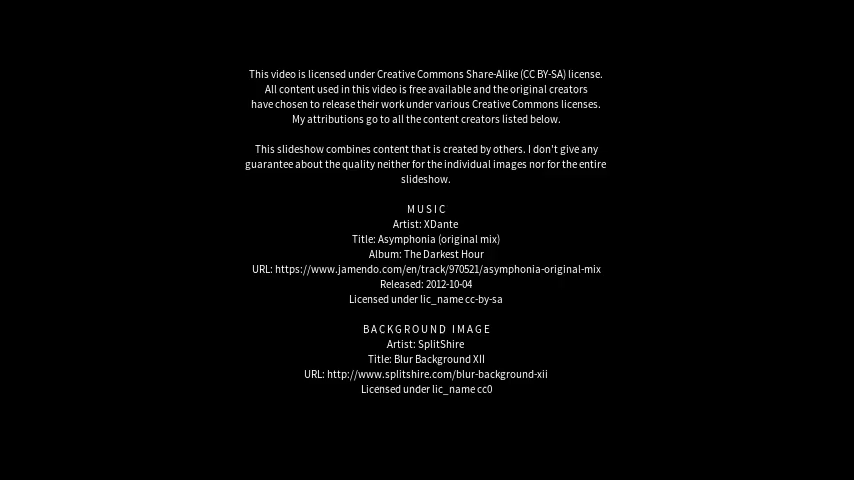 This video is licensed under Creative Commons Share-Alike (CC BY-SA) license.
All content used in this video is free available and the original creators
have chosen to release their work under various Creative Commons licenses.
My attributions go to all the content creators listed below.
This slideshow combines content that is created by others. I don't give any
guarantee about the quality neither for the individual images nor for the entire
slideshow.
MUSIC
Artist: XDante
Title: Asymphonia (original mix)
Album: The Darkest Hour
URL: https://www.jamendo.com/en/track/970521/asymphonia-original-mix
Released: 2012-10-04
Licensed under lic_name cc-by-sa
BACKGROUND IMAGE
Artist: SplitShire
Title: Blur Background XII
URL: http://www.splitshire.com/blur-background-xii
Licensed under lic_name cc0